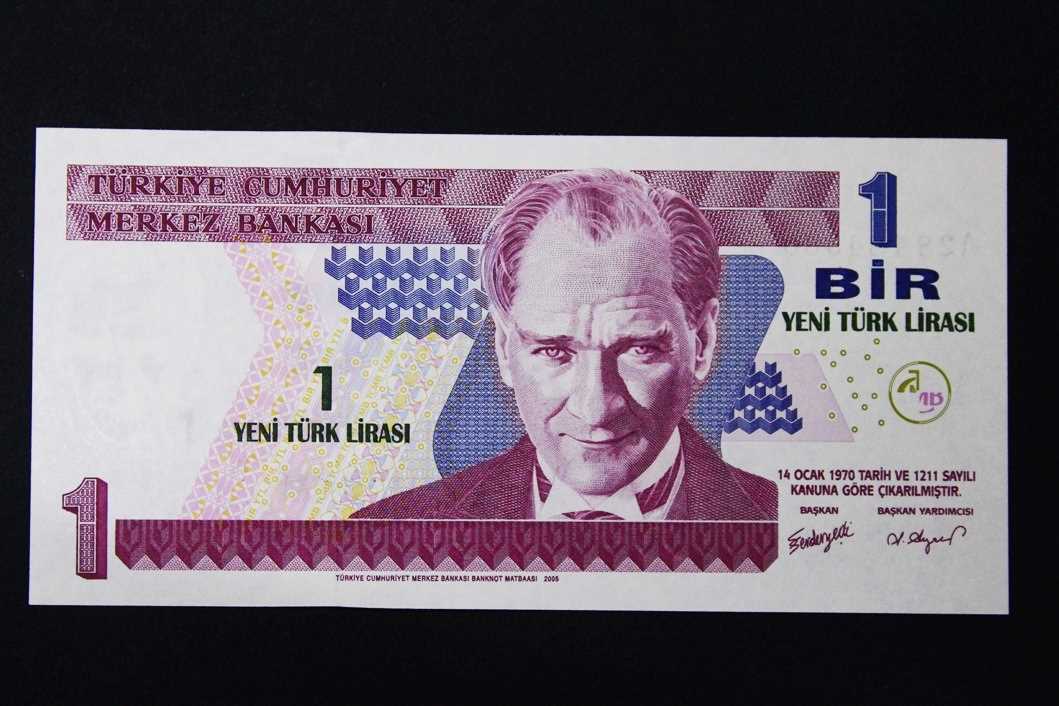 TÜRKİYE CUMHURİYET
MERKEZ BANKASI
1
BİR
YENİ TÜRK LİRASI
1
YENİ TÜRK LİRASI
14 OCAK 1970 TARİH VE 1211 SAYILI
KANUNA GÖRE ÇIKARILMIŞTIR.
BAŞKAN BAŞKAN YARDIMCISI
1
TÜRKİYE CUMHURİYET MERKEZ BANKASI BANKNOT MATBAASI 2005